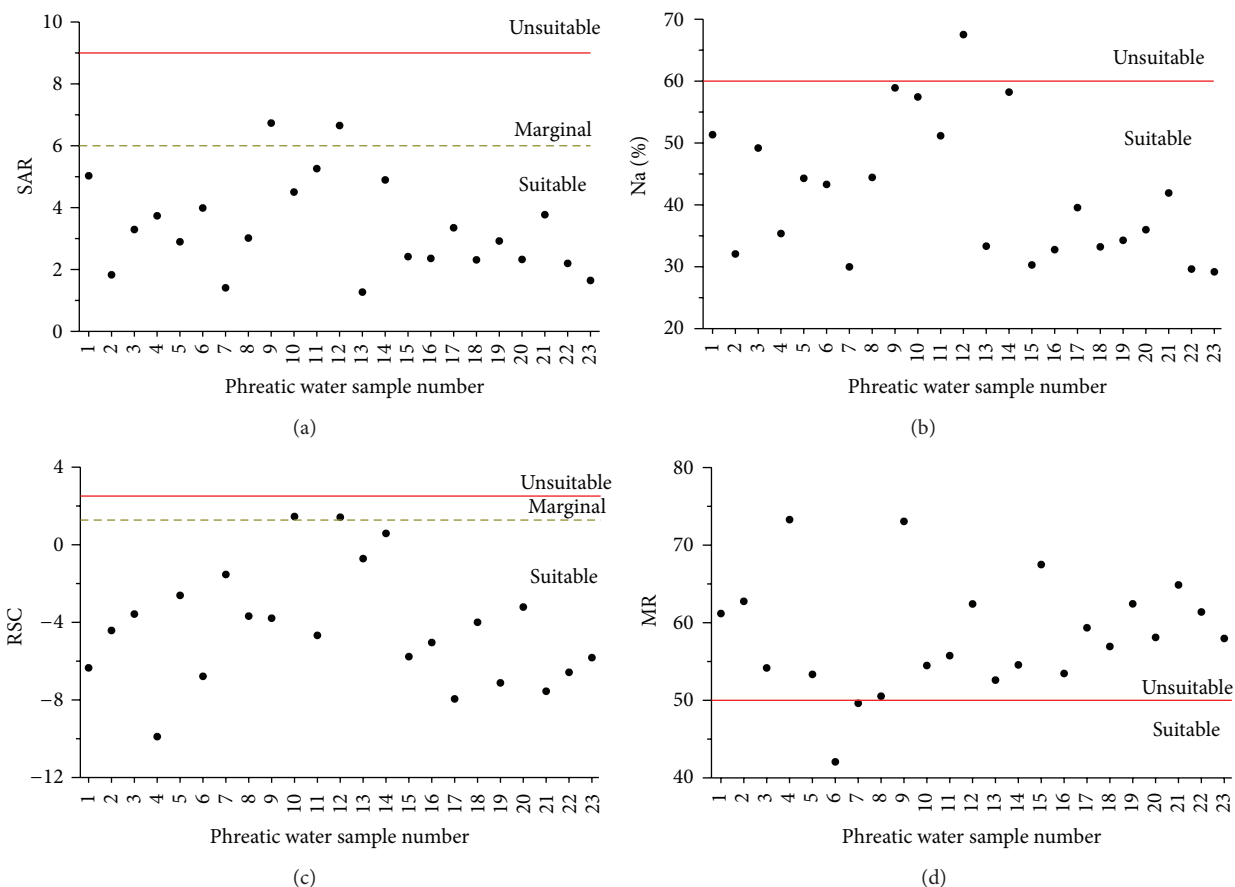 10
8
6
4
2
0
SAR
Unsuitable
Marginal
Suitable
1 2 3 4 5 6 7 8 9 10 11 12 13 14 15 16 17 18 19 20 21 22 23
Phreatic water sample number
(a)
70
60
50
40
30
20
Na (%)
Unsuitable
Suitable
1 2 3 4 5 6 7 8 9 10 11 12 13 14 15 16 17 18 19 20 21 22 23
Phreatic water sample number
(b)
4
0
−4
−8
−12
RSC
Unsuitable
Marginal
Suitable
1 2 3 4 5 6 7 8 9 10 11 12 13 14 15 16 17 18 19 20 21 22 23
Phreatic water sample number
(c)
80
70
60
50
40
MR
Unsuitable
Suitable
1 2 3 4 5 6 7 8 9 10 11 12 13 14 15 16 17 18 19 20 21 22 23
Phreatic water sample number
(d)